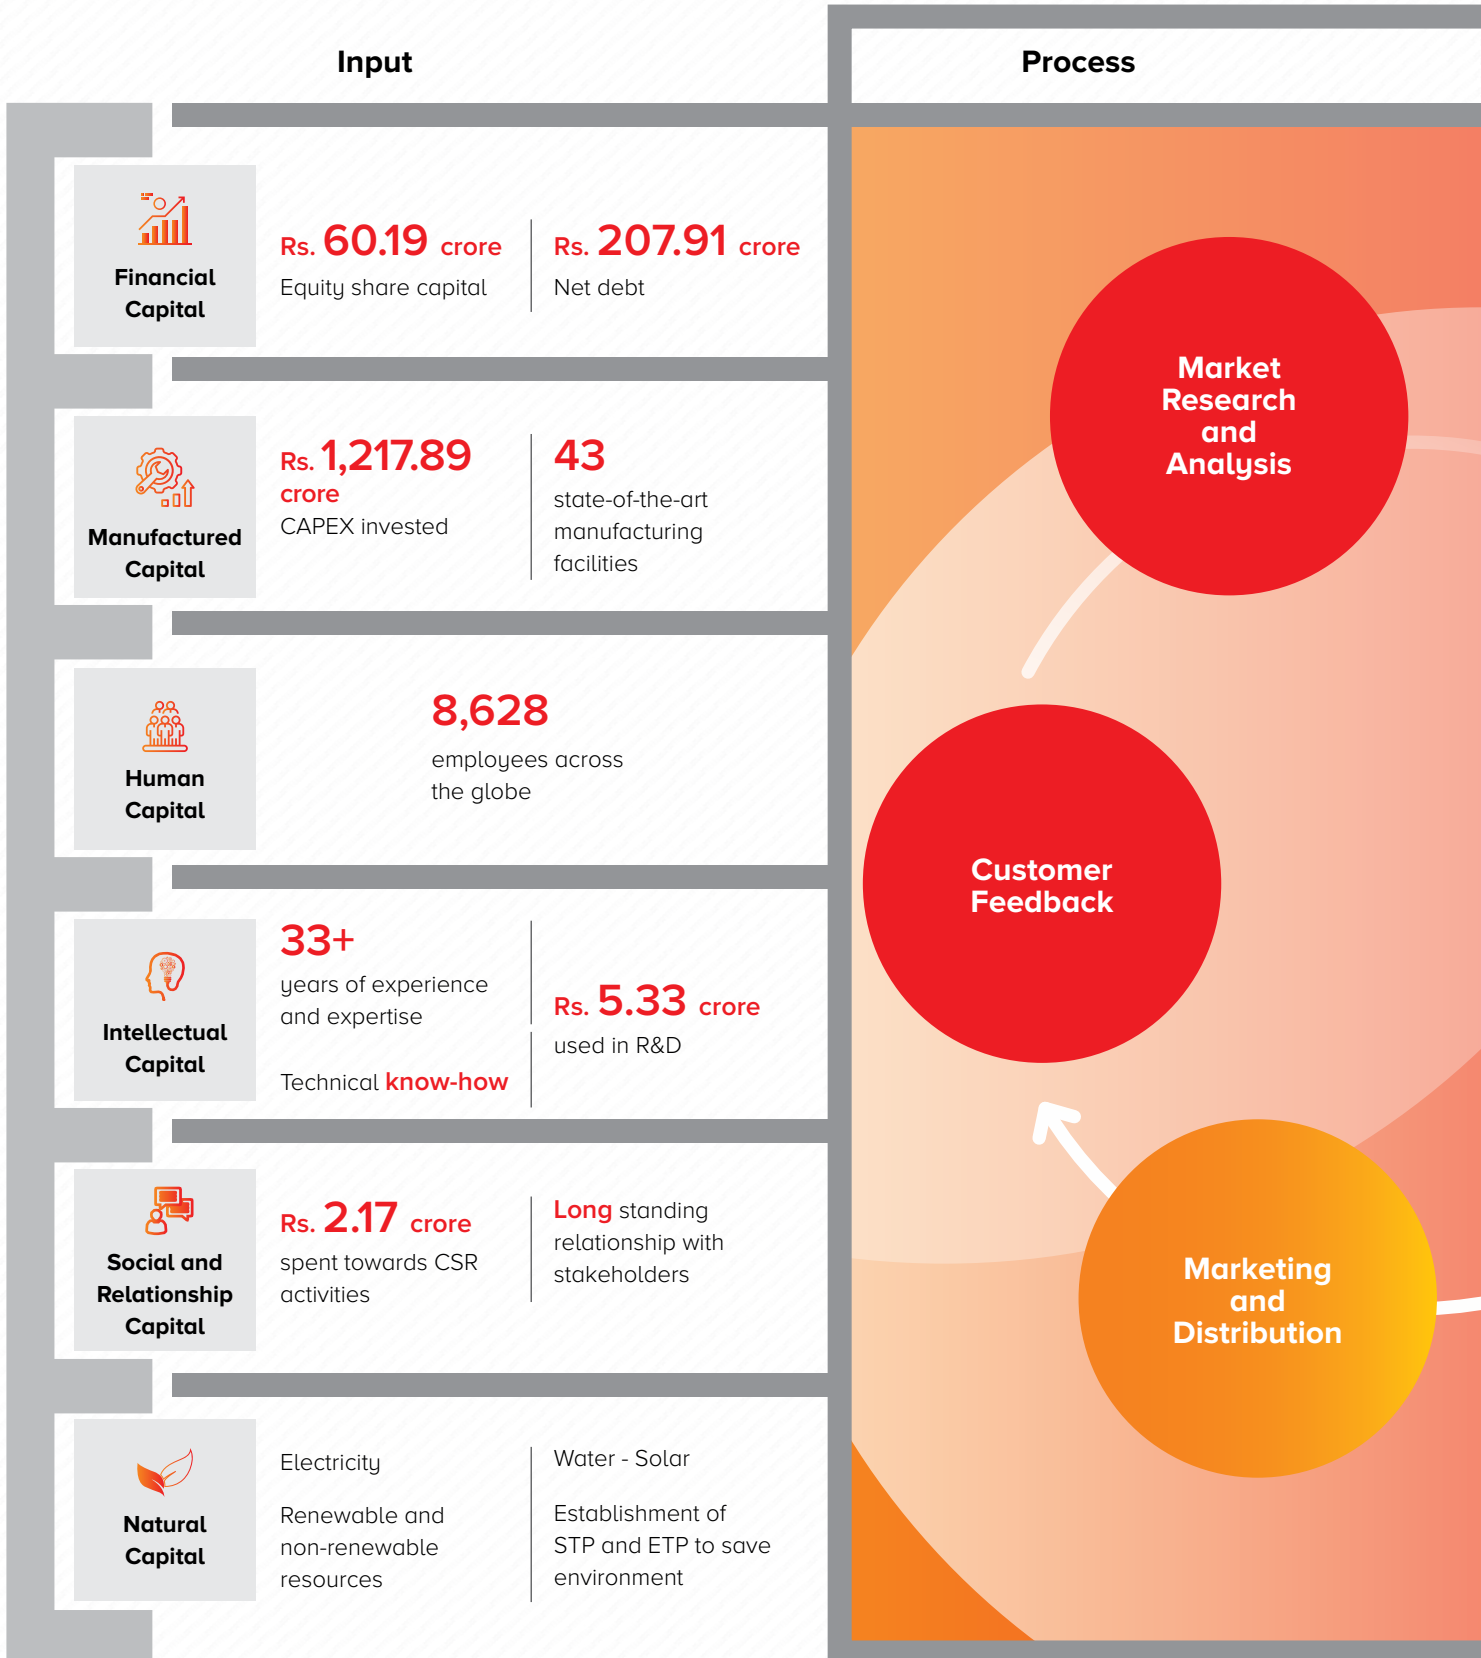 Input
Process
Financial
Capital
Rs. 60.19 crore
Equity share capital
Rs. 207.91 crore
Net debt
Manufactured
Capital
Rs. 1,217.89
crore
CAPEX invested
43
state-of-the-art
manufacturing
facilities
Human
Capital
8,628
employees across
the globe
Intellectual
Capital
33+
years of experience
and expertise
Technical know-how
Rs. 5.33 crore
used in R&D
Social and
Relationship
Capital
Rs. 2.17 crore
spent towards CSR
activities
Long standing
relationship with
stakeholders
Natural
Capital
Electricity
Renewable and
non-renewable
resources
Water - Solar
Establishment of
STP and ETP to save
environment
Market
Research
and
Analysis
Customer
Feedback
Marketing
and
Distribution